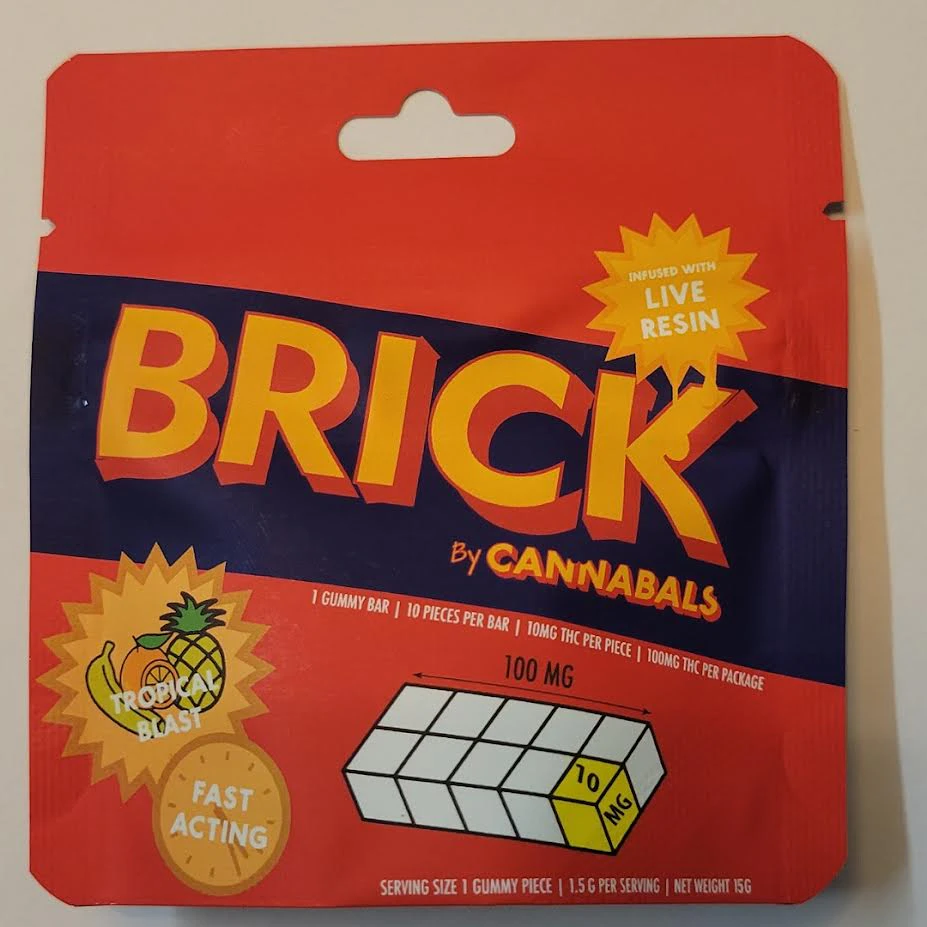 INFUSED WITH
LIVE
RESIN
BRICK
By CANNABALS
1 GUMMY BAR | 10 PIECES PER BAR | 10MG THC PER PIECE | 100MG THC PER PACKAGE
100 MG
TROPICAL
BLAST
10
MG
FAST
ACTING
SERVING SIZE 1 GUMMY PIECE | 1.5 G PER SERVING | NET WEIGHT 15G